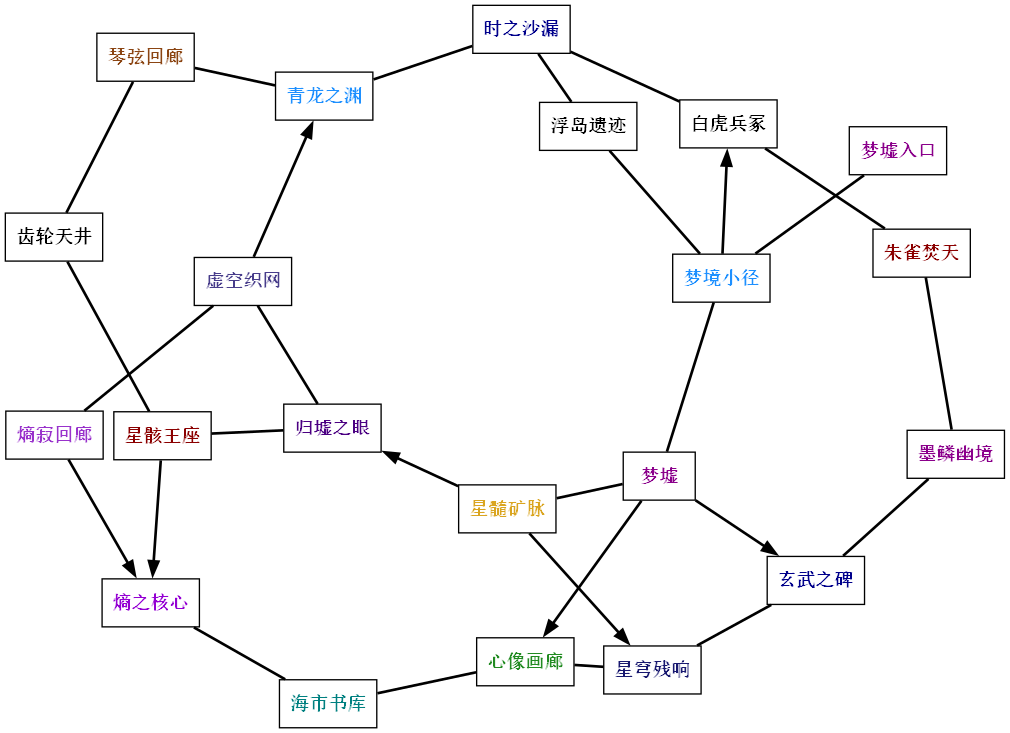 时之沙漏
琴弦回廊
青龙之渊
浮岛遗迹
白虎兵冢
梦墟入口
齿轮天井
虚空织网
梦境小径
朱雀焚天
熵寂回廊
星骸王座
归墟之眼
梦墟
墨鳞幽境
星髓矿脉
玄武之碑
熵之核心
心像画廊
星穹残响
海市书库